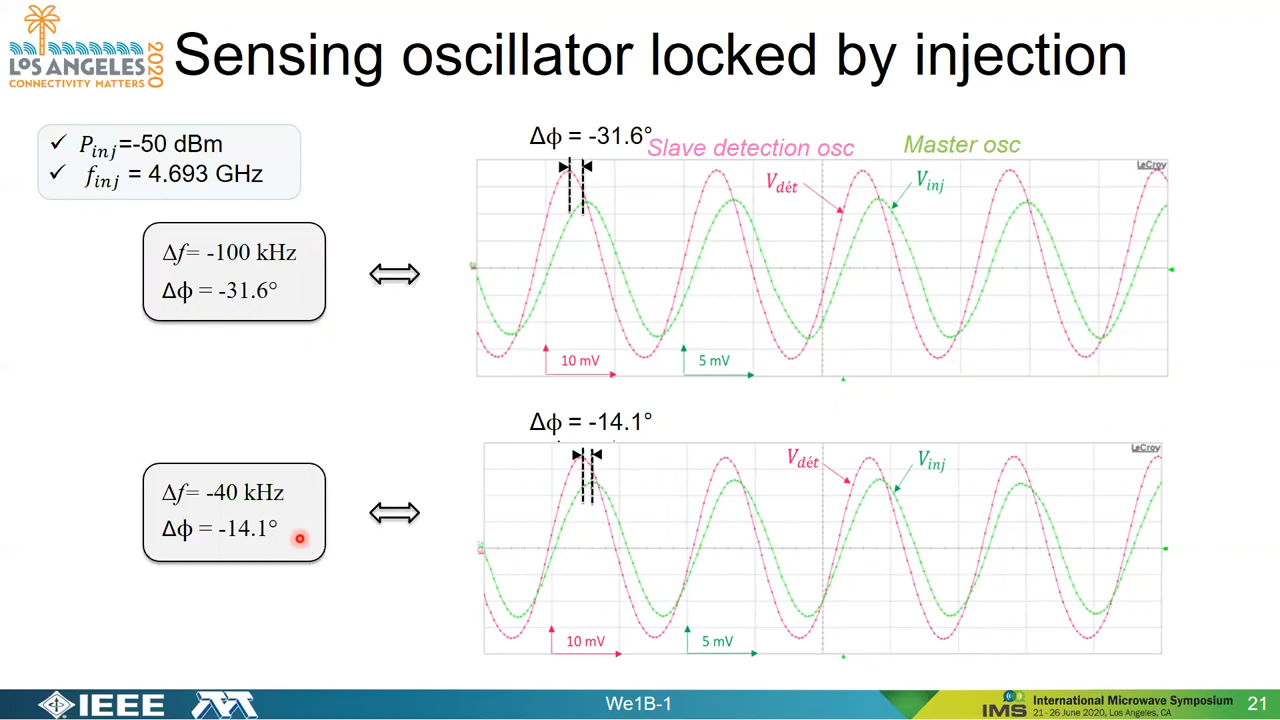 LOS ANGELES
2020
CONNECTIVITY MATTERS
Sensing oscillator locked by injection
✓ P_inj=-50 dBm
✓ f_inj = 4.693 GHz
Δf= -100 kHz
Δϕ = -31.6°
Δϕ = -31.6°
Slave detection osc
Master osc
LeCroy
V_dét
V_inj
10 mV
5 mV
Δf= -40 kHz
Δϕ = -14.1°
Δϕ = -14.1°
LeCroy
V_dét
V_inj
10 mV
5 mV
IEEE
MTT
We1B-1
IMS
International Microwave Symposium
21 - 26 June 2020, Los Angeles, CA
21